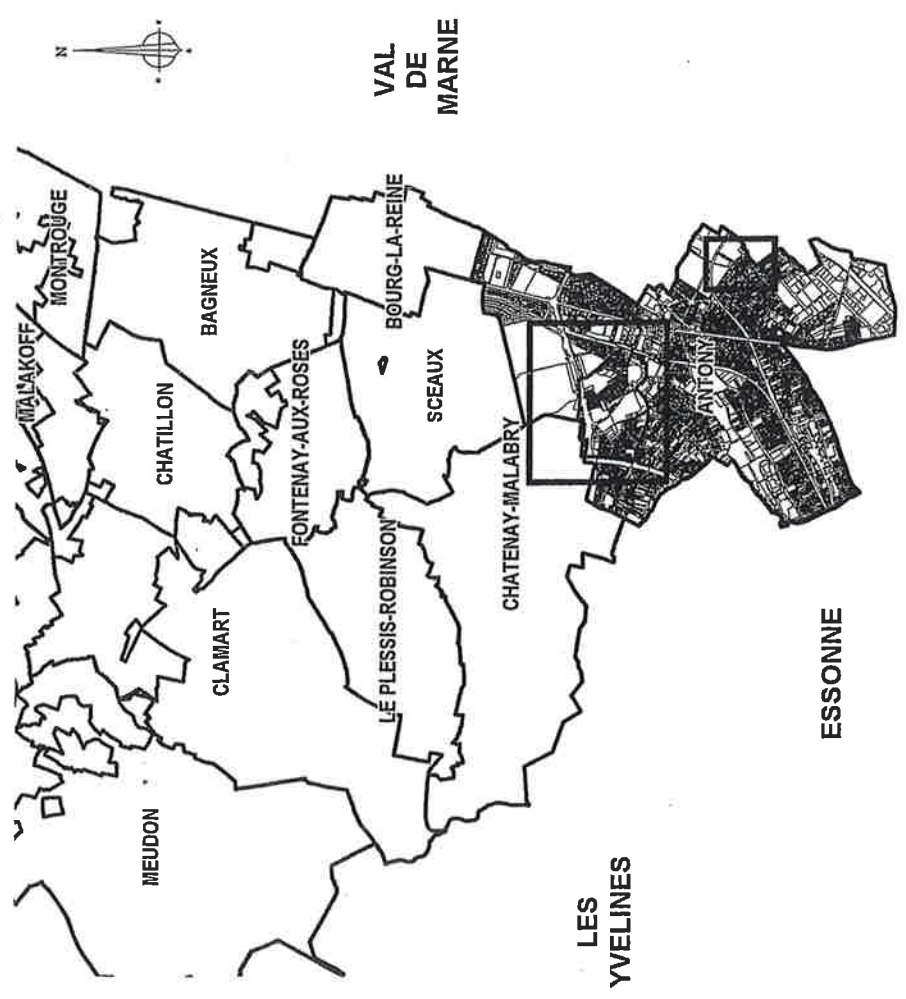 N
VAL
DE
MARNE
MONTROUGE
MALAKOFF
BAGNEUX
CHATILLON
BOURG-LA-REINE
FONTENAY-AUX-ROSES
SCEAUX
CLAMART
LE PLESSIS-ROBINSON
CHATENAY-MALABRY
ANTONY
MEUDON
ESSONNE
LES
YVELINES